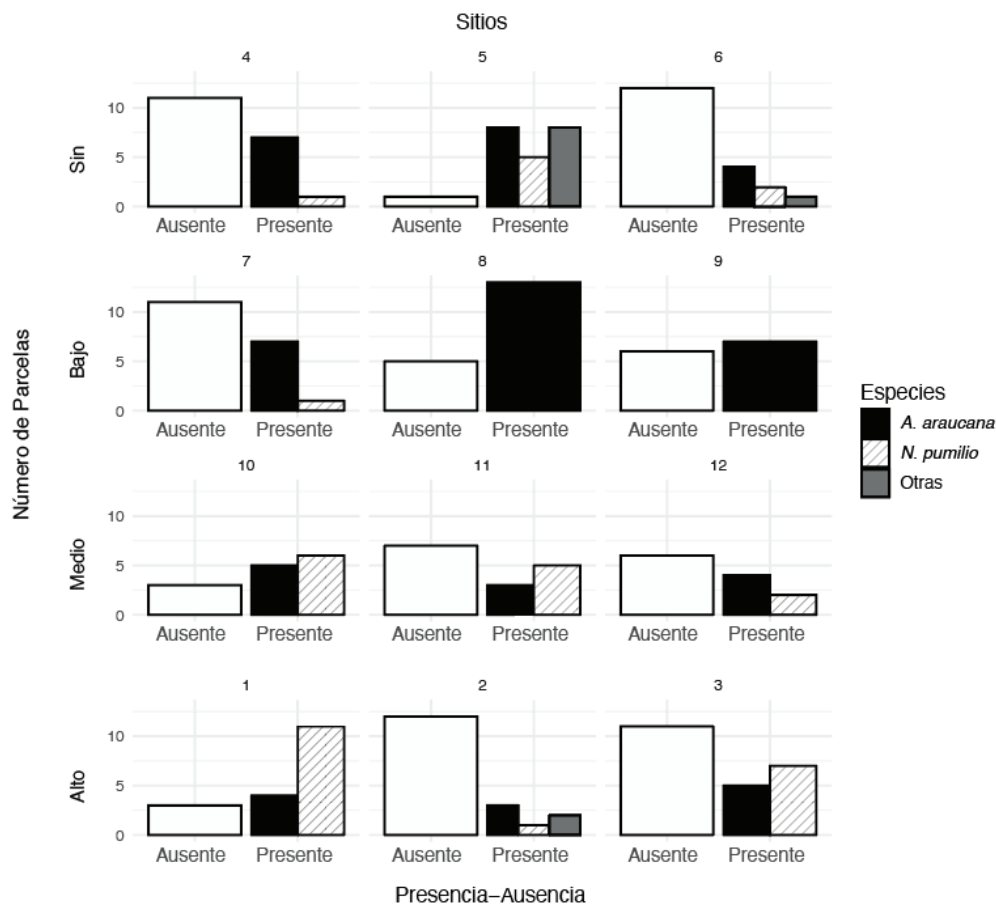 Sitios
4 5 6
Sin
10
5
0
Ausente Presente Ausente Presente Ausente Presente
7 8 9
Bajo
10
5
0
Ausente Presente Ausente Presente Ausente Presente
10 11 12
Medio
10
5
0
Ausente Presente Ausente Presente Ausente Presente
1 2 3
Alto
10
5
0
Ausente Presente Ausente Presente Ausente Presente
Número de Parcelas
Presencia–Ausencia
Especies
A. araucana
N. pumilio
Otras